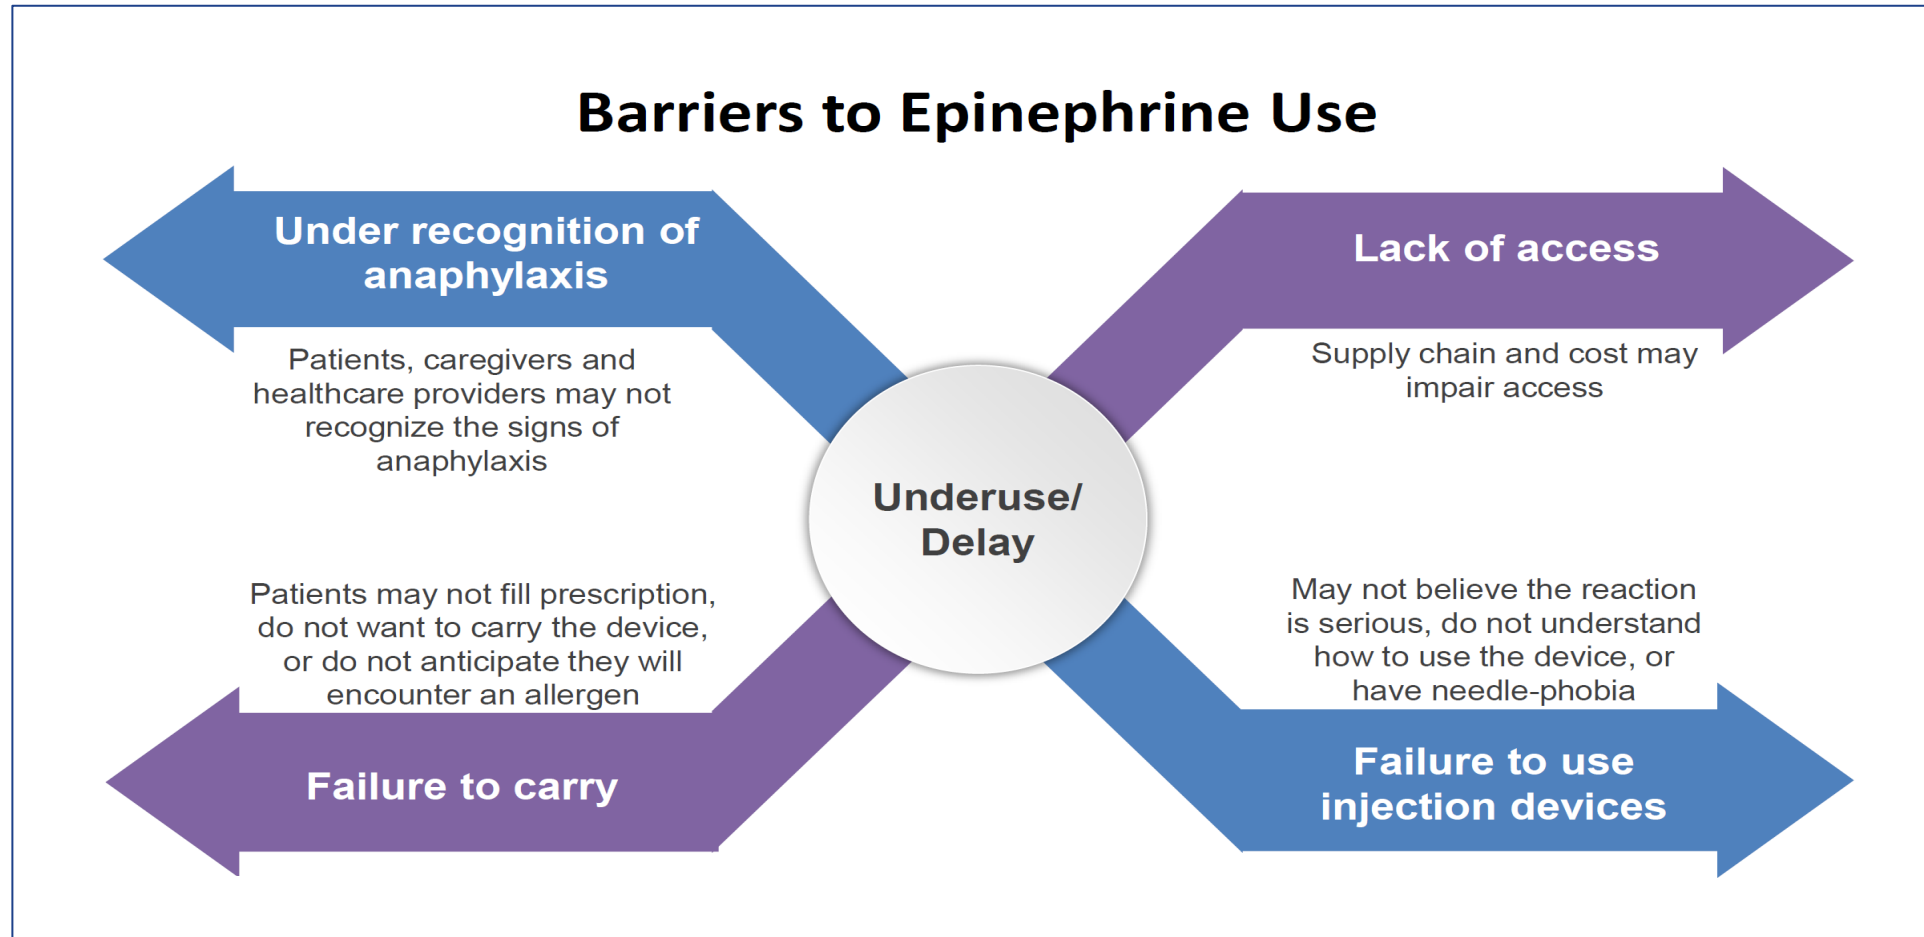 Barriers to Epinephrine Use
Under recognition of
anaphylaxis
Patients, caregivers and
healthcare providers may not
recognize the signs of
anaphylaxis
Lack of access
Supply chain and cost may
impair access
Underuse/
Delay
Patients may not fill prescription,
do not want to carry the device,
or do not anticipate they will
encounter an allergen
Failure to carry
May not believe the reaction
is serious, do not understand
how to use the device, or
have needle-phobia
Failure to use
injection devices